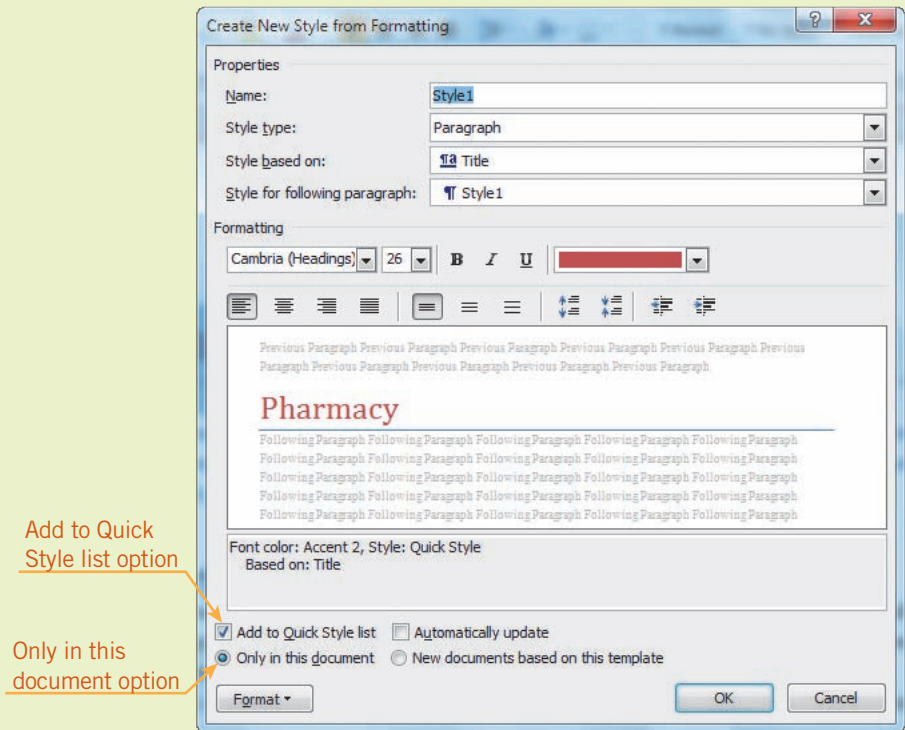 Create New Style from Formatting
Properties
Name:
Style1
Style type:
Paragraph
Style based on:
Title
Style for following paragraph:
Style1
Formatting
Cambria (Headings)
26
B
I
U
Previous Paragraph Previous Paragraph Previous Paragraph Previous Paragraph Previous Paragraph Previous
Paragraph Previous Paragraph Previous Paragraph Previous Paragraph Previous Paragraph
Pharmacy
Following Paragraph Following Paragraph Following Paragraph Following Paragraph Following Paragraph
Following Paragraph Following Paragraph Following Paragraph Following Paragraph Following Paragraph
Following Paragraph Following Paragraph Following Paragraph Following Paragraph Following Paragraph
Following Paragraph Following Paragraph Following Paragraph Following Paragraph Following Paragraph
Following Paragraph Following Paragraph Following Paragraph Following Paragraph Following Paragraph
Font color: Accent 2, Style: Quick Style
Based on: Title
Add to Quick
Style list option
Add to Quick Style list
Automatically update
Only in this
document option
Only in this document
New documents based on this template
Format
OK
Cancel